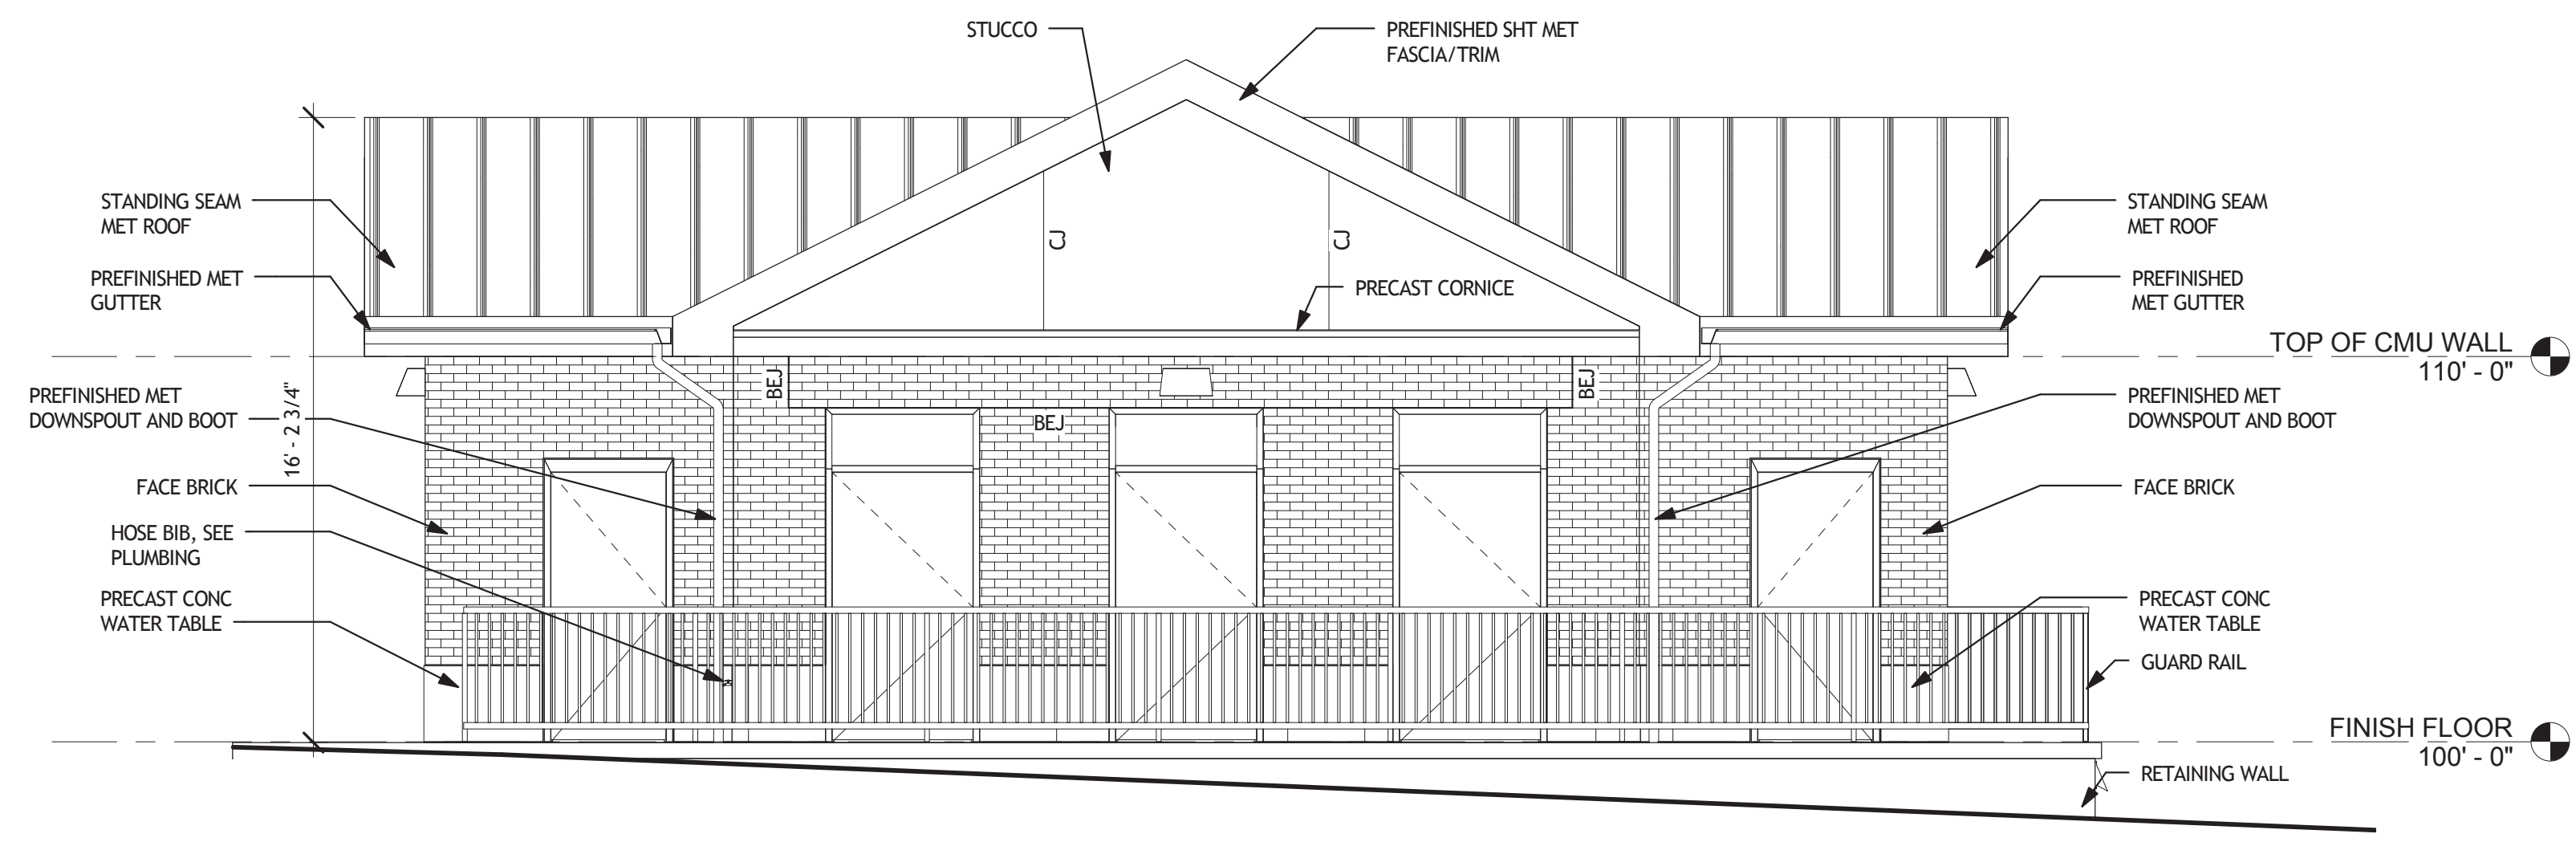 STUCCO
PREFINISHED SHT MET
FASCIA/TRIM
STANDING SEAM
MET ROOF
STANDING SEAM
MET ROOF
CJ
CJ
PREFINISHED MET
GUTTER
PRECAST CORNICE
PREFINISHED
MET GUTTER
TOP OF CMU WALL
110' - 0"
BEJ
BEJ
PREFINISHED MET
DOWNSPOUT AND BOOT
16' - 2 3/4"
BEJ
PREFINISHED MET
DOWNSPOUT AND BOOT
FACE BRICK
FACE BRICK
HOSE BIB, SEE
PLUMBING
PRECAST CONC
WATER TABLE
PRECAST CONC
WATER TABLE
GUARD RAIL
FINISH FLOOR
100' - 0"
RETAINING WALL